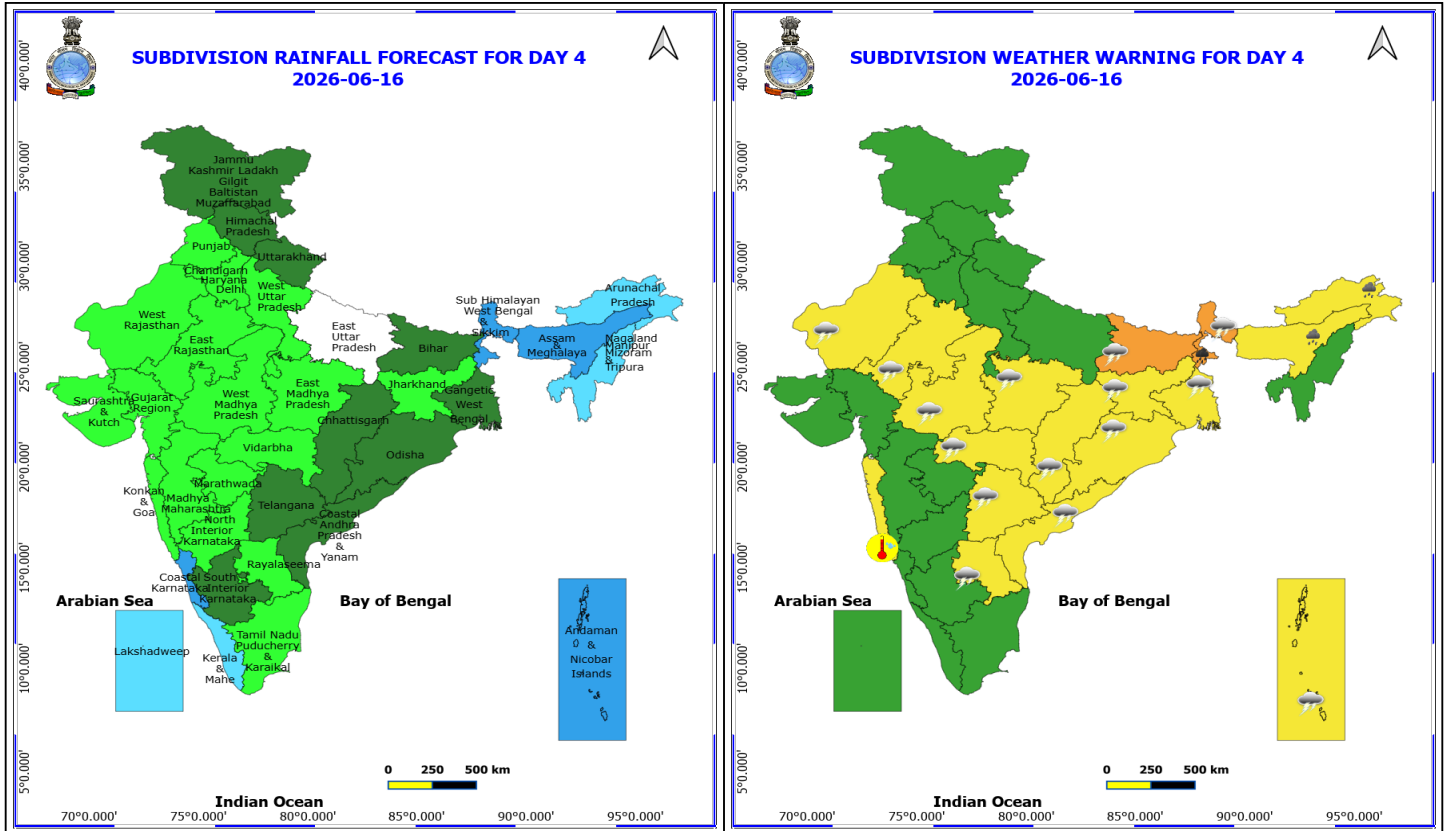 SUBDIVISION RAINFALL FORECAST FOR DAY 4
2026-06-16
40°0.000'
35°0.000'
30°0.000'
25°0.000'
20°0.000'
15°0.000'
10°0.000'
5°0.000'
Jammu
Kashmir Ladakh
Gilgit
Baltistan
Muzaffarabad
Himachal
Pradesh
Punjab
Uttarakhand
Chandigarh
Haryana
Delhi
West
Uttar
Pradesh
West
Rajasthan
East
Rajasthan
East
Uttar
Pradesh
Bihar
Sub Himalayan
West Bengal
&
Sikkim
Arunachal
Pradesh
Assam
&
Meghalaya
Nagaland
Manipur
Mizoram
&
Tripura
Jharkhand
Gangetic
West
Bengal
Saurashtra
&
Kutch
Gujarat
Region
West
Madhya
Pradesh
East
Madhya
Pradesh
Chhattisgarh
Odisha
Vidarbha
Marathwada
Konkan
&
Goa
Madhya
Maharashtra
North
Interior
Karnataka
Telangana
Coastal
Andhra
Pradesh
&
Yanam
Rayalaseema
Coastal
Karnataka
South
Interior
Karnataka
Arabian Sea
Bay of Bengal
Lakshadweep
Kerala
&
Mahe
Tamil Nadu
Puducherry
&
Karaikal
Andaman
&
Nicobar
Islands
0 250 500 km
Indian Ocean
70°0.000' 75°0.000' 80°0.000' 85°0.000' 90°0.000' 95°0.000'
SUBDIVISION WEATHER WARNING FOR DAY 4
2026-06-16
40°0.000'
35°0.000'
30°0.000'
25°0.000'
20°0.000'
15°0.000'
10°0.000'
5°0.000'
Arabian Sea
Bay of Bengal
0 250 500 km
Indian Ocean
70°0.000' 75°0.000' 80°0.000' 85°0.000' 90°0.000' 95°0.000'